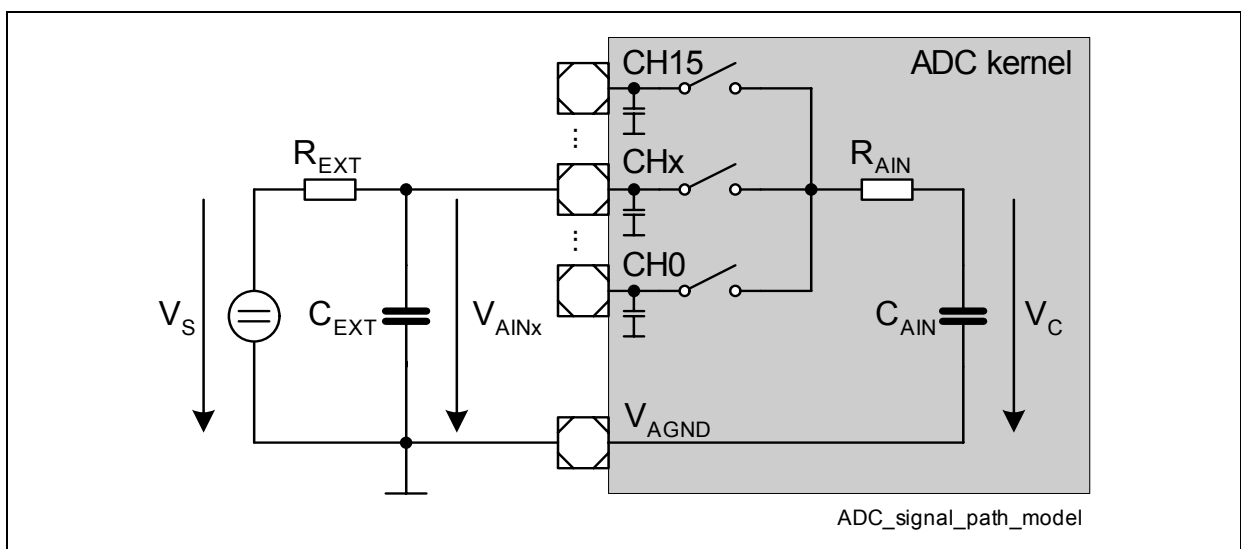 CH15
ADC kernel
⋮
R_EXT
CHx
R_AIN
⋮
CH0
V_S
C_EXT
V_AINx
C_AIN
V_C
V_AGND
ADC_signal_path_model